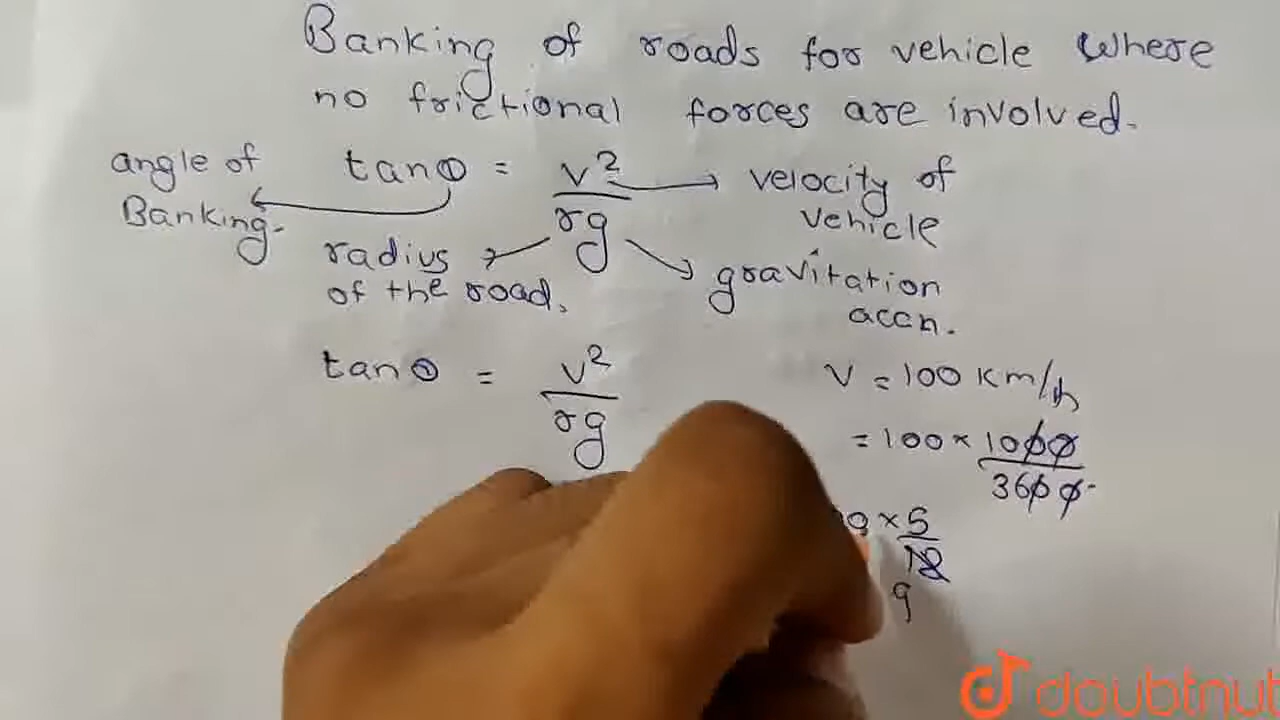 Banking of roads for vehicle where
no frictional forces are involved.
angle of
Banking.
tanθ = v²/rg
velocity of
vehicle
radius
of the road.
gravitation
accn.
tanθ = v²/rg
V = 100 Km/h
= 100 × 1000/3600
× 5/18
9
doubtnut